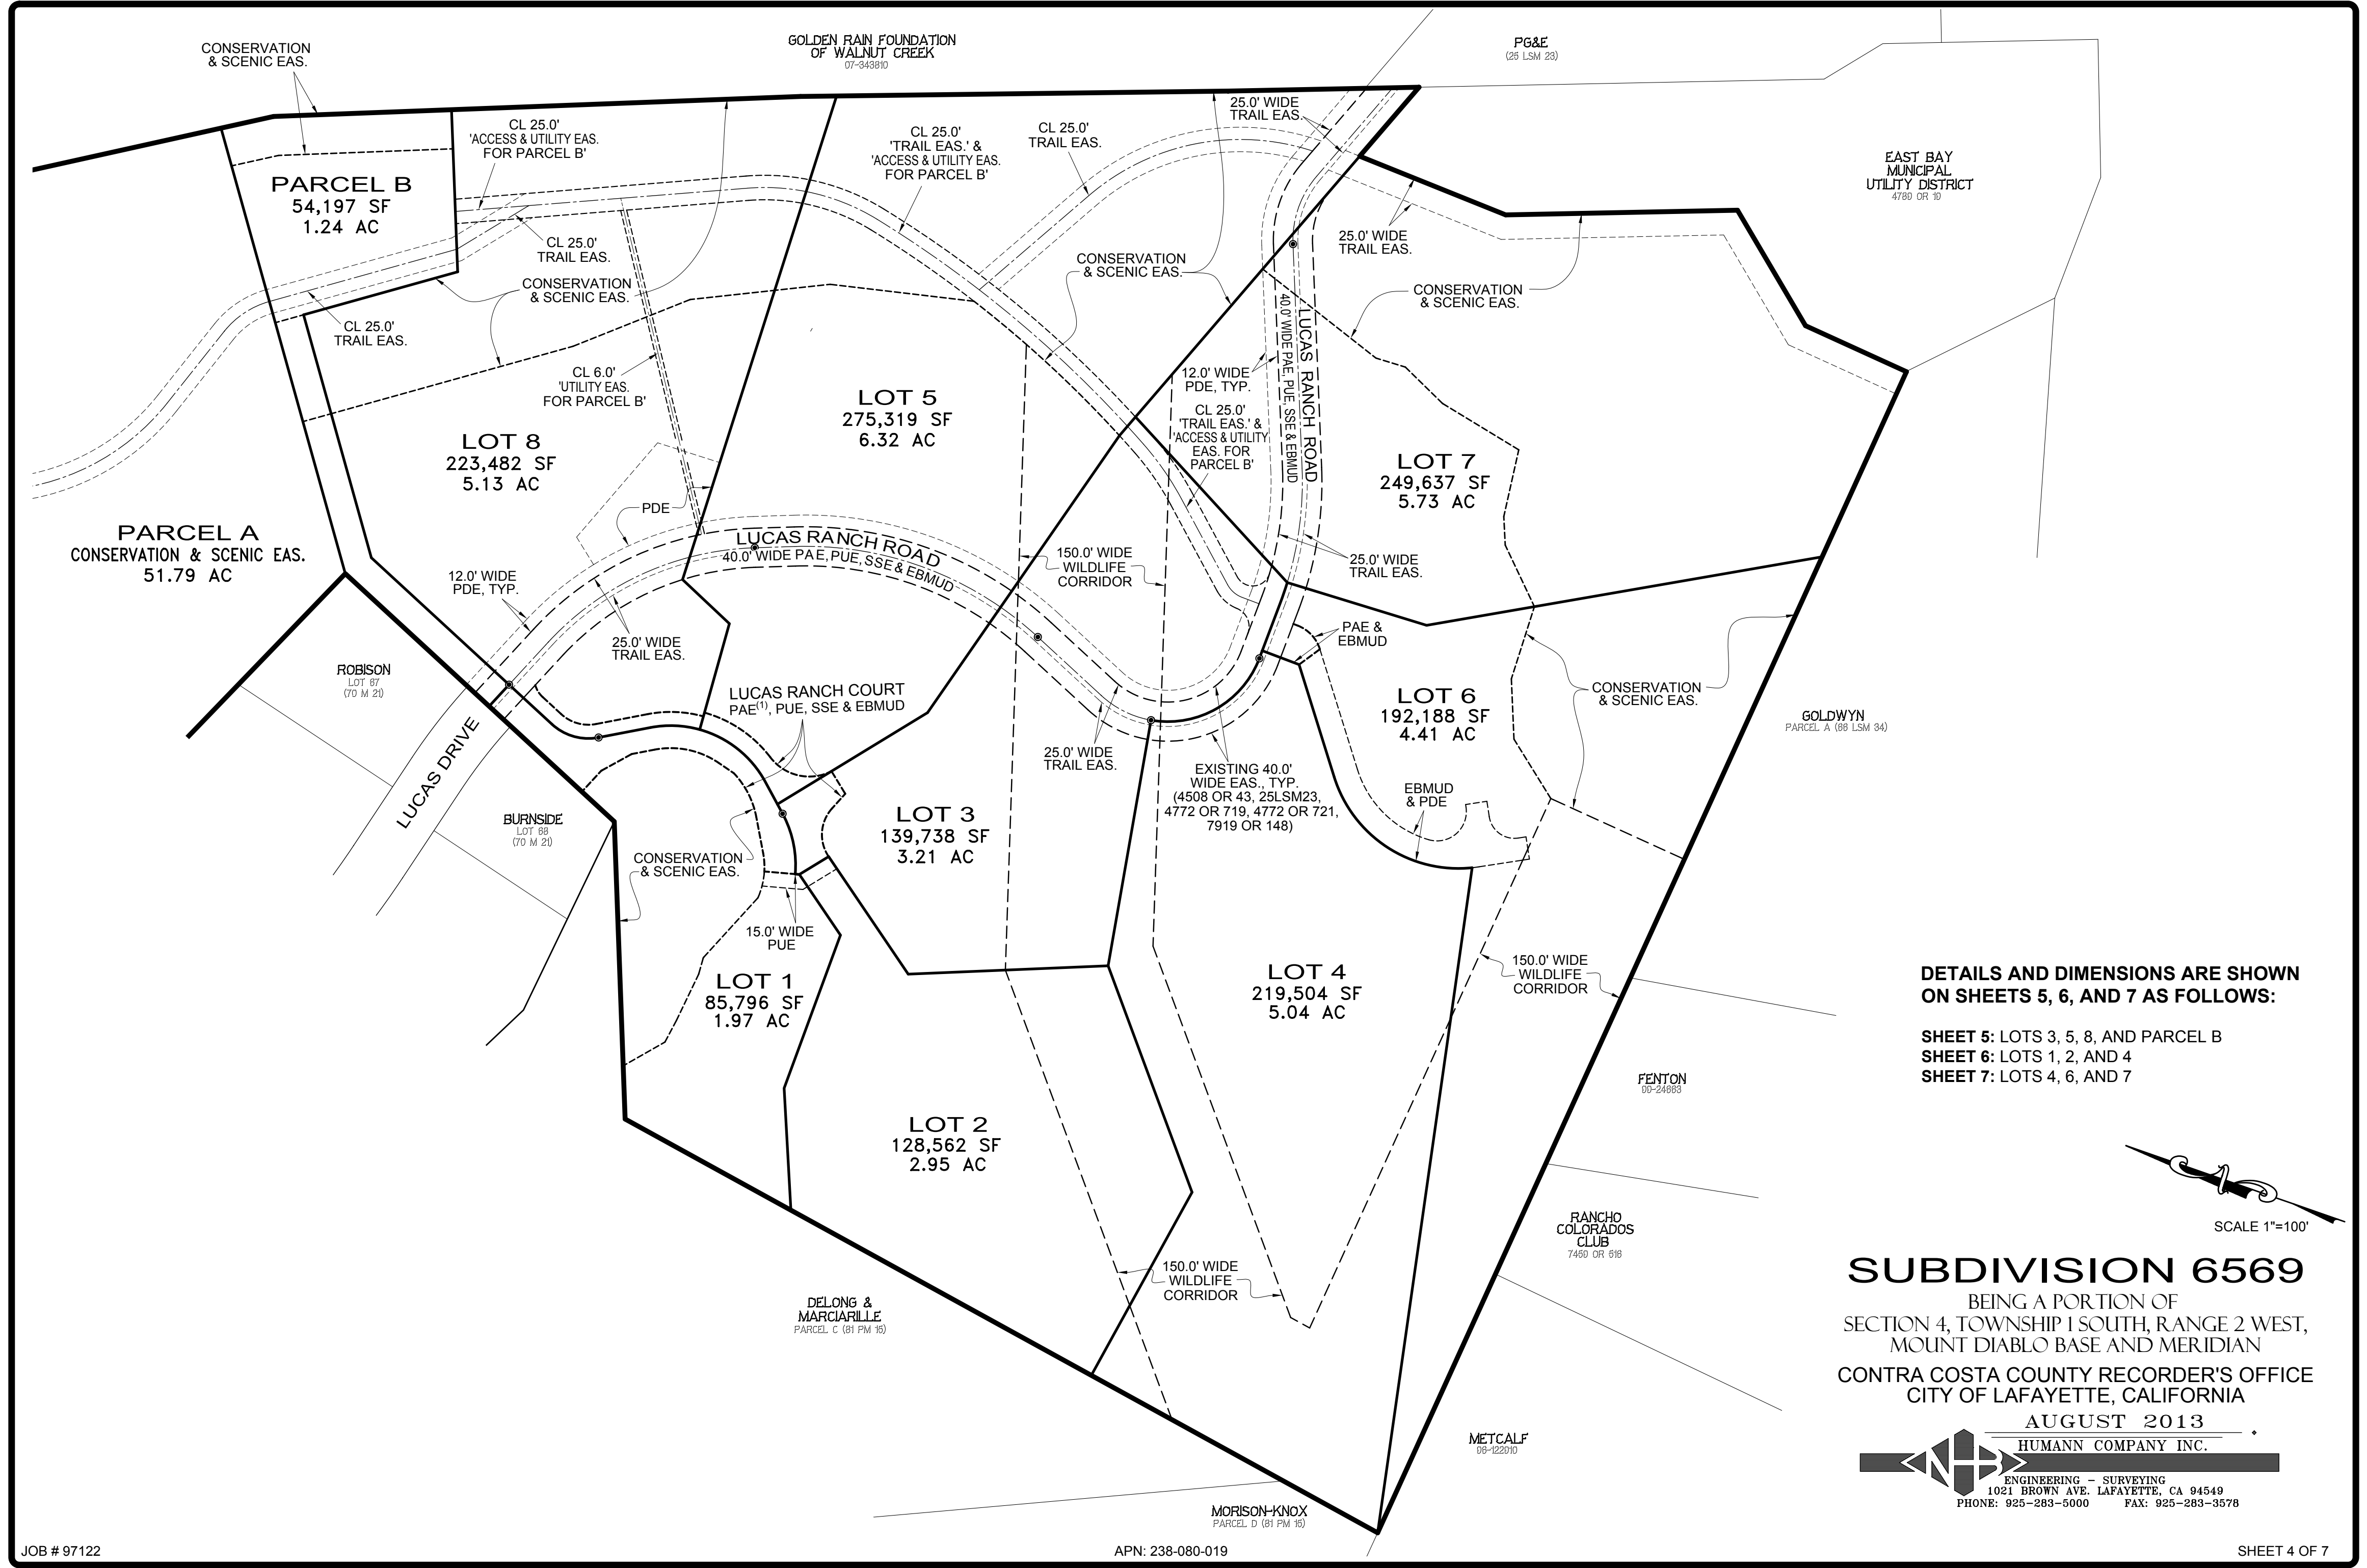 CONSERVATION
& SCENIC EAS.
GOLDEN RAIN FOUNDATION
OF WALNUT CREEK
07-343810
PG&E
(25 LSM 23)
EAST BAY
MUNICIPAL
UTILITY DISTRICT
4780 OR 10
CL 25.0'
'ACCESS & UTILITY EAS.
FOR PARCEL B'
CL 25.0'
'TRAIL EAS.' &
'ACCESS & UTILITY EAS.
FOR PARCEL B'
CL 25.0'
TRAIL EAS.
25.0' WIDE
TRAIL EAS.
PARCEL B
54,197 SF
1.24 AC
CL 25.0'
TRAIL EAS.
CONSERVATION
& SCENIC EAS.
CL 25.0'
TRAIL EAS.
CONSERVATION
& SCENIC EAS.
25.0' WIDE
TRAIL EAS.
CONSERVATION
& SCENIC EAS.
CL 6.0'
'UTILITY EAS.
FOR PARCEL B'
LOT 5
275,319 SF
6.32 AC
12.0' WIDE
PDE, TYP.
CL 25.0'
'TRAIL EAS.' &
'ACCESS & UTILITY
EAS. FOR
PARCEL B'
LUCAS RANCH ROAD
40.0' WIDE PAE, PUE, SSE & EBMUD
LOT 8
223,482 SF
5.13 AC
LOT 7
249,637 SF
5.73 AC
PDE
PARCEL A
CONSERVATION & SCENIC EAS.
51.79 AC
LUCAS RANCH ROAD
40.0' WIDE PAE, PUE, SSE & EBMUD
150.0' WIDE
WILDLIFE
CORRIDOR
25.0' WIDE
TRAIL EAS.
12.0' WIDE
PDE, TYP.
25.0' WIDE
TRAIL EAS.
PAE &
EBMUD
ROBISON
LOT 67
(70 M 21)
LUCAS RANCH COURT
PAE(1), PUE, SSE & EBMUD
LOT 6
192,188 SF
4.41 AC
CONSERVATION
& SCENIC EAS.
GOLDWYN
PARCEL A (66 LSM 34)
LUCAS DRIVE
25.0' WIDE
TRAIL EAS.
EXISTING 40.0'
WIDE EAS., TYP.
(4508 OR 43, 25LSM23,
4772 OR 719, 4772 OR 721,
7919 OR 148)
EBMUD
& PDE
BURNSIDE
LOT 68
(70 M 21)
LOT 3
139,738 SF
3.21 AC
CONSERVATION
& SCENIC EAS.
15.0' WIDE
PUE
LOT 1
85,796 SF
1.97 AC
LOT 4
219,504 SF
5.04 AC
150.0' WIDE
WILDLIFE
CORRIDOR
DETAILS AND DIMENSIONS ARE SHOWN
ON SHEETS 5, 6, AND 7 AS FOLLOWS:
SHEET 5: LOTS 3, 5, 8, AND PARCEL B
SHEET 6: LOTS 1, 2, AND 4
SHEET 7: LOTS 4, 6, AND 7
FENTON
DD-24663
LOT 2
128,562 SF
2.95 AC
RANCHO
COLORADOS
CLUB
7450 OR 516
SCALE 1"=100'
150.0' WIDE
WILDLIFE
CORRIDOR
DELONG &
MARCIARILLE
PARCEL C (81 PM 16)
SUBDIVISION 6569
BEING A PORTION OF
SECTION 4, TOWNSHIP 1 SOUTH, RANGE 2 WEST,
MOUNT DIABLO BASE AND MERIDIAN
CONTRA COSTA COUNTY RECORDER'S OFFICE
CITY OF LAFAYETTE, CALIFORNIA
AUGUST 2013
HUMANN COMPANY INC.
ENGINEERING - SURVEYING
1021 BROWN AVE. LAFAYETTE, CA 94549
PHONE: 925-283-5000 FAX: 925-283-3578
METCALF
06-122010
MORISON-KNOX
PARCEL D (81 PM 16)
JOB # 97122
APN: 238-080-019
SHEET 4 OF 7